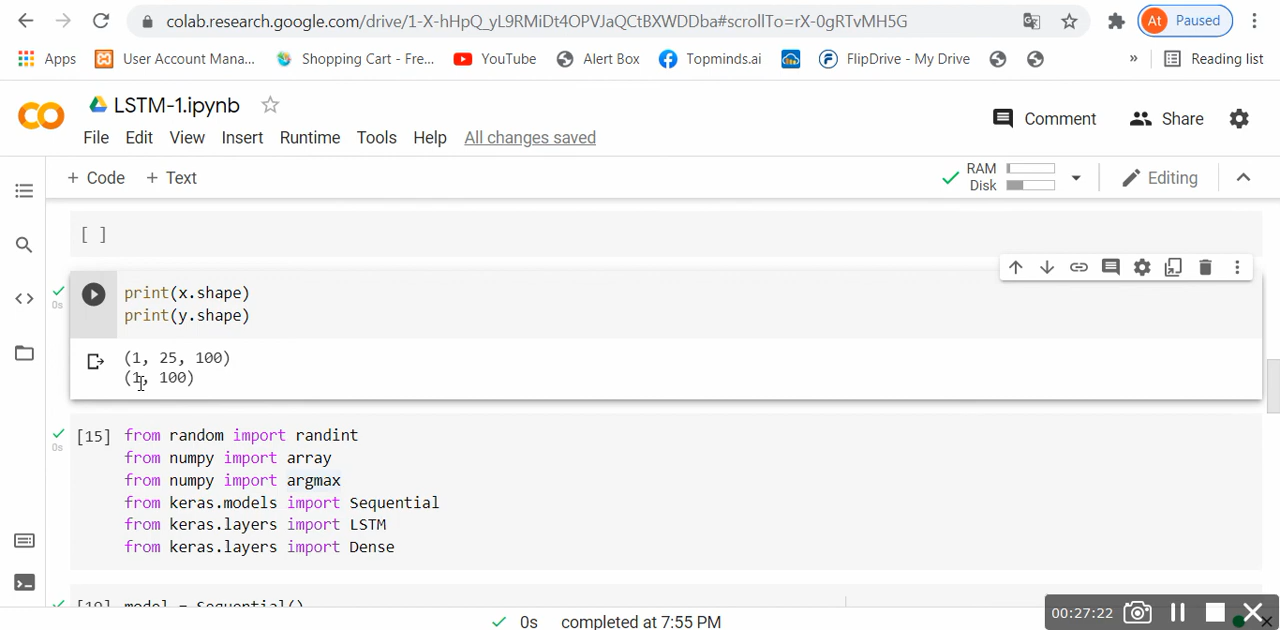 colab.research.google.com/drive/1-X-hHpQ_yL9RMiDt4OPVJaQCtBXWDDba#scrollTo=rX-0gRTvMH5G
At Paused
Apps User Account Mana... Shopping Cart - Fre... YouTube Alert Box Topminds.ai FlipDrive - My Drive » Reading list
LSTM-1.ipynb
Comment Share
File Edit View Insert Runtime Tools Help All changes saved
+ Code + Text RAM Disk Editing
[ ]
0s print(x.shape)
print(y.shape)
(1, 25, 100)
(1, 100)
[15] from random import randint
0s from numpy import array
from numpy import argmax
from keras.models import Sequential
from keras.layers import LSTM
from keras.layers import Dense
[19] model = Sequential()
0s completed at 7:55 PM
00:27:22